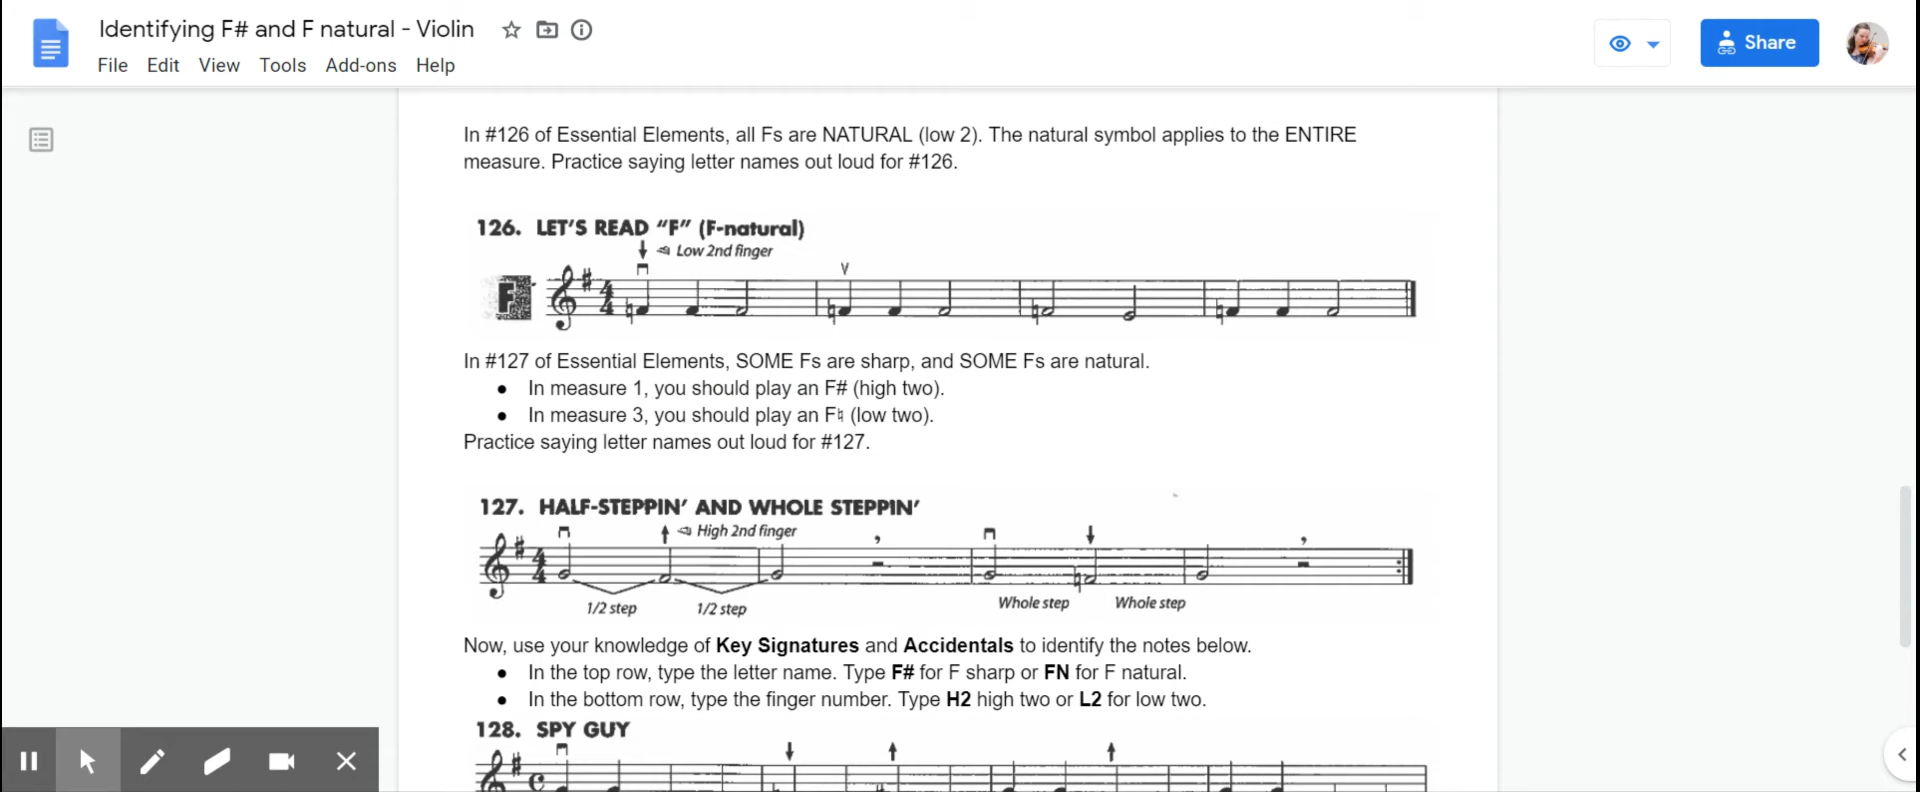 Identifying F# and F natural - Violin
File Edit View Tools Add-ons Help
Share
In #126 of Essential Elements, all Fs are NATURAL (low 2). The natural symbol applies to the ENTIRE
measure. Practice saying letter names out loud for #126.
126. LET'S READ "F" (F-natural)
Low 2nd finger
F
4
4
In #127 of Essential Elements, SOME Fs are sharp, and SOME Fs are natural.
● In measure 1, you should play an F# (high two).
● In measure 3, you should play an F♮ (low two).
Practice saying letter names out loud for #127.
127. HALF-STEPPIN' AND WHOLE STEPPIN'
High 2nd finger
4
4
1/2 step 1/2 step Whole step Whole step
Now, use your knowledge of Key Signatures and Accidentals to identify the notes below.
● In the top row, type the letter name. Type F# for F sharp or FN for F natural.
● In the bottom row, type the finger number. Type H2 high two or L2 for low two.
128. SPY GUY